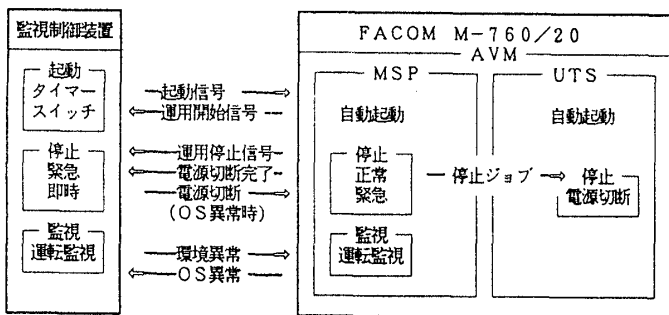 監視制御装置
起動
タイマー
スイッチ
停止
緊急
即時
監視
運転監視
起動信号
運用開始信号
運用停止信号
電源切断完了
電源切断
(OS異常時)
環境異常
OS異常
FACOM M-760/20
AVM
MSP
自動起動
停止
正常
緊急
監視
運転監視
停止ジョブ
UTS
自動起動
停止
電源切断